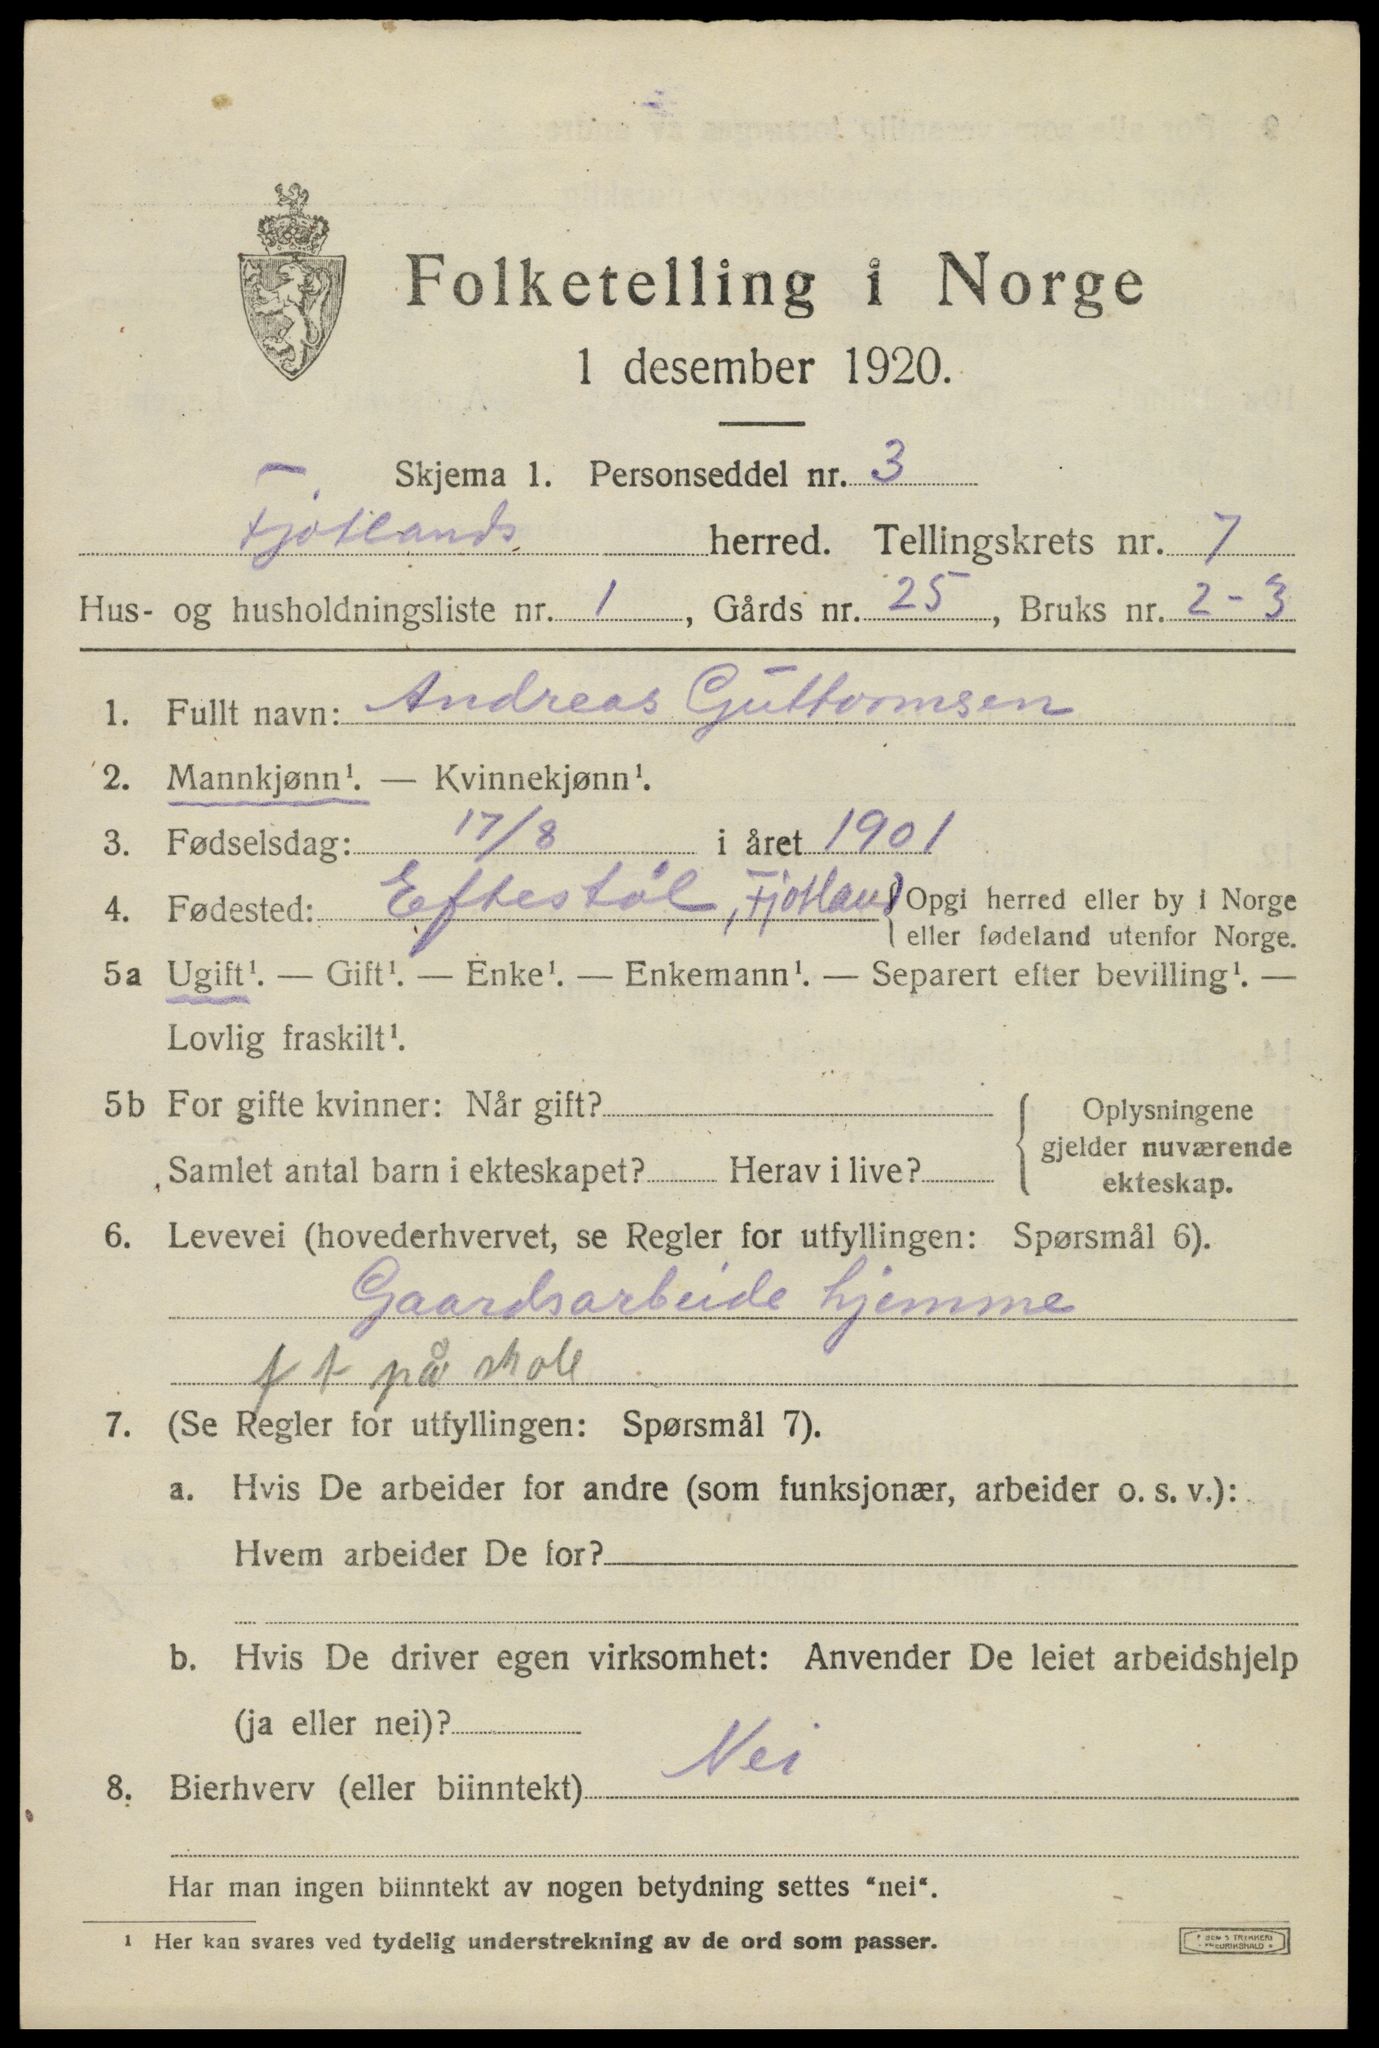 Folketelling i Norge
1 desember 1920.
Skjema 1. Personseddel nr. 3
Fjotlands herred. Tellingskrets nr. 7
Hus- og husholdningsliste nr. 1, Gårds nr. 25, Bruks nr. 2-3
1. Fullt navn: Andreas Guttormsen
2. Mannkjønn¹. — Kvinnekjønn¹.
3. Fødselsdag: 17/8 i året 1901
4. Fødested: Eftestöl, Fjotland { Opgi herred eller by i Norge
eller fødeland utenfor Norge.
5a Ugift¹. — Gift¹. — Enke¹. — Enkemann¹. — Separert efter bevilling¹. —
Lovlig fraskilt¹.
5b For gifte kvinner: Når gift?
Samlet antal barn i ekteskapet? Herav i live?
Oplysningene
gjelder nuværende
ekteskap.
6. Levevei (hovederhvervet, se Regler for utfyllingen: Spørsmål 6).
Gaardsarbeide hjemme
f t på skole
7. (Se Regler for utfyllingen: Spørsmål 7).
a. Hvis De arbeider for andre (som funksjonær, arbeider o. s. v.):
Hvem arbeider De for?
b. Hvis De driver egen virksomhet: Anvender De leiet arbeidshjelp
(ja eller nei)?
8. Bierhverv (eller biinntekt) Nei
Har man ingen biinntekt av nogen betydning settes "nei".
¹ Her kan svares ved tydelig understrekning av de ord som passer.